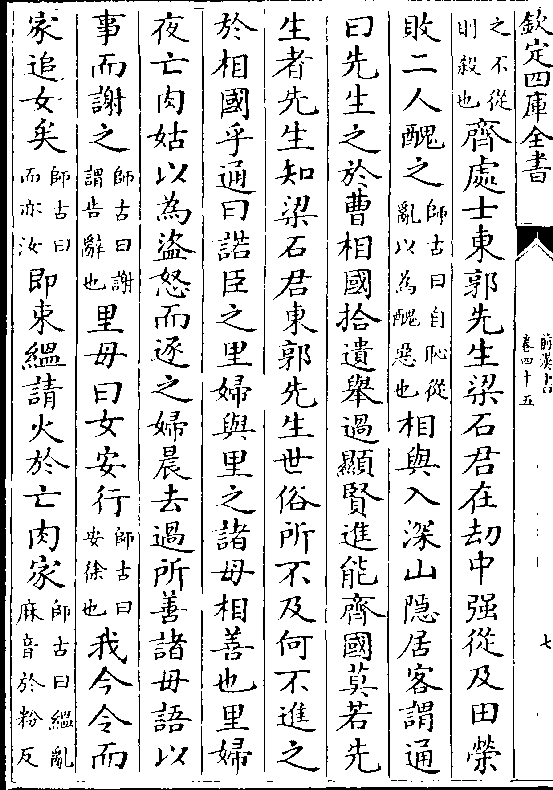 欽定四庫全書
前漢書
卷四十五
七
之不從則殺也齊處士東郭先生梁石君在刧中强從及田榮
敗二人醜之師古曰自恥從亂以為醜惡也相與入深山隱居客謂通
曰先生之於曹相國拾遺舉過顯賢進能齊國莫若先
生者先生知梁石君東郭先生世俗所不及何不進之
於相國乎通曰諾臣之里婦與里之諸母相善也里婦
夜亡肉姑以為盜怒而逐之婦晨去過所善諸母語以
事而謝之師古曰謝謂告辭也里母曰女安行師古曰安徐也我今令而
家追女矣師古曰而亦汝即束緼請火於亡肉家師古曰緼亂麻音於粉反